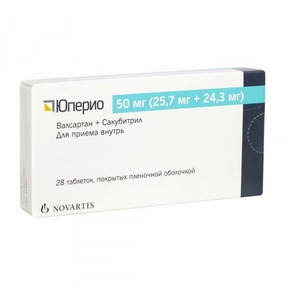 Юперио
50 мг (25,7 мг + 24,3 мг)
Валсартан + Сакубитрил
Для приема внутрь
28 таблеток, покрытых пленочной оболочкой
NOVARTIS